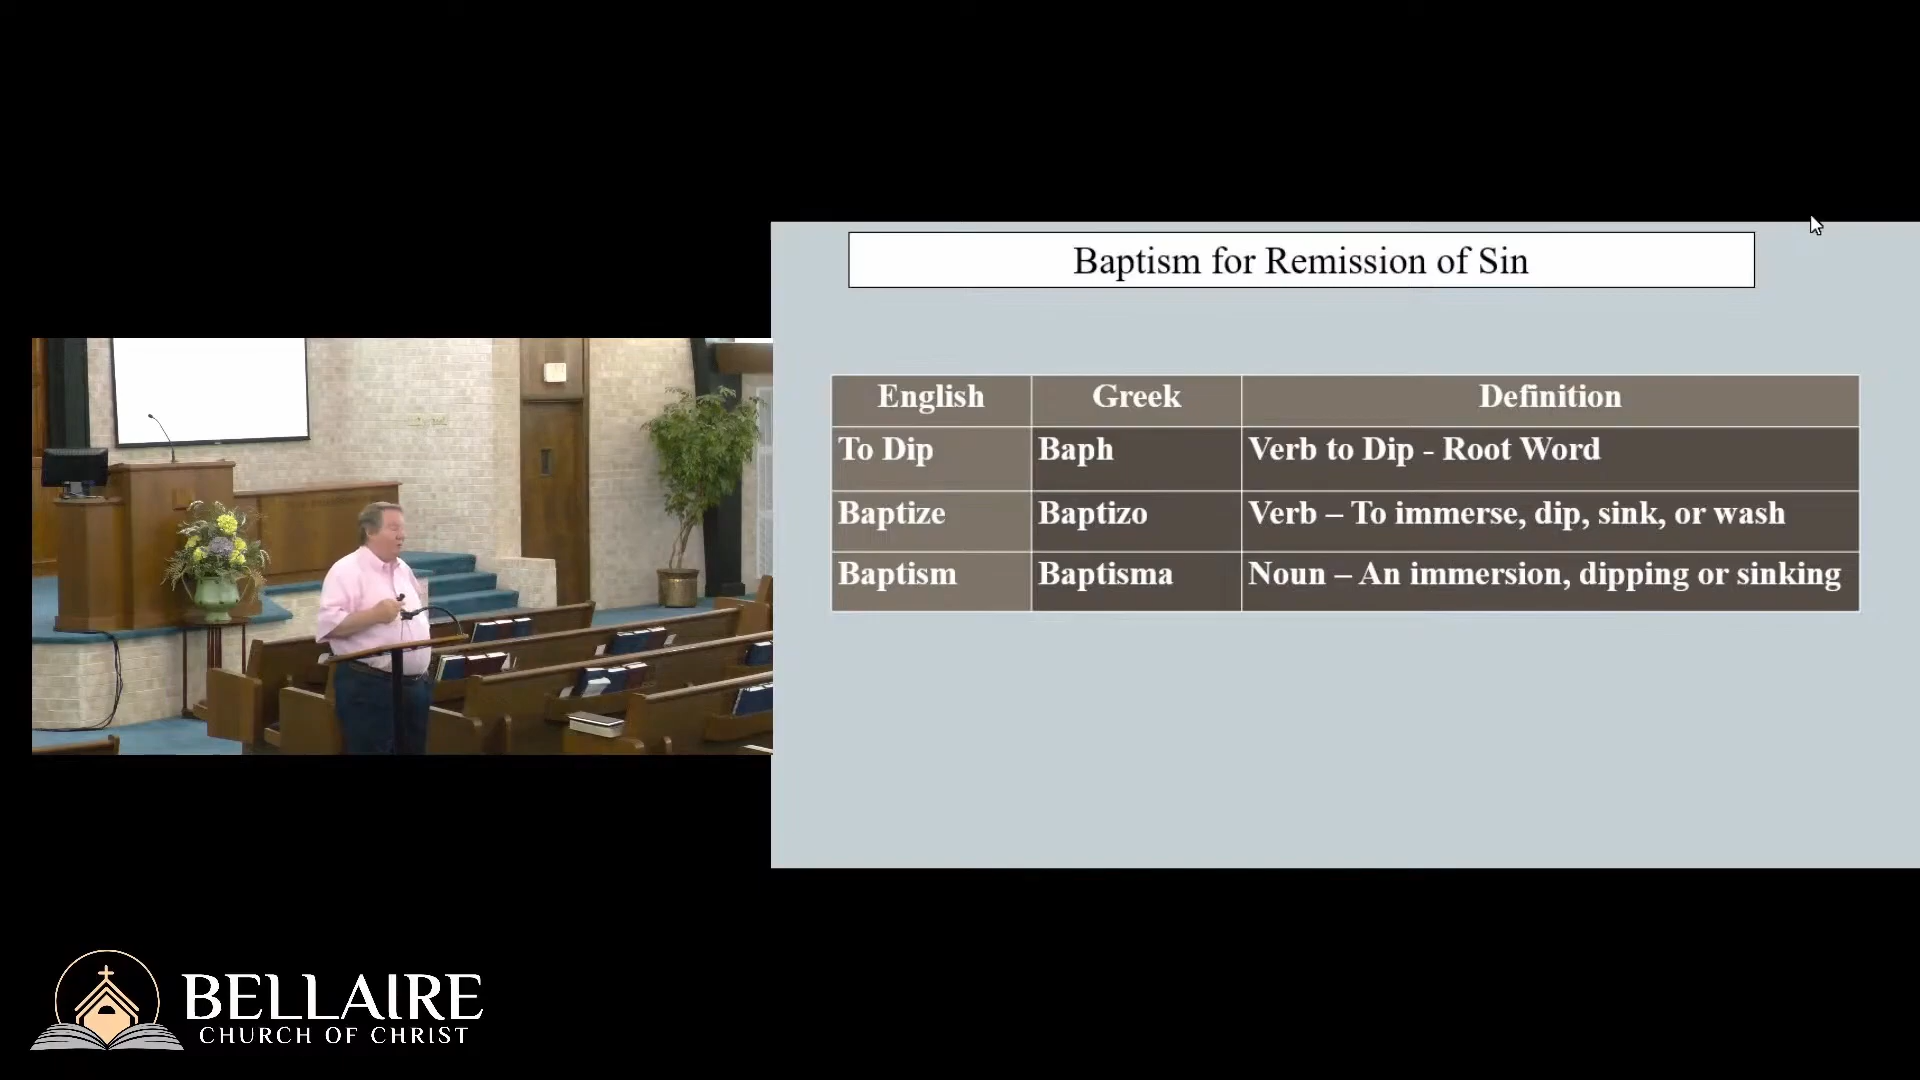 Baptism for Remission of Sin
English Greek Definition
To Dip Baph Verb to Dip - Root Word
Baptize Baptizo Verb – To immerse, dip, sink, or wash
Baptism Baptisma Noun – An immersion, dipping or sinking
BELLAIRE
CHURCH OF CHRIST